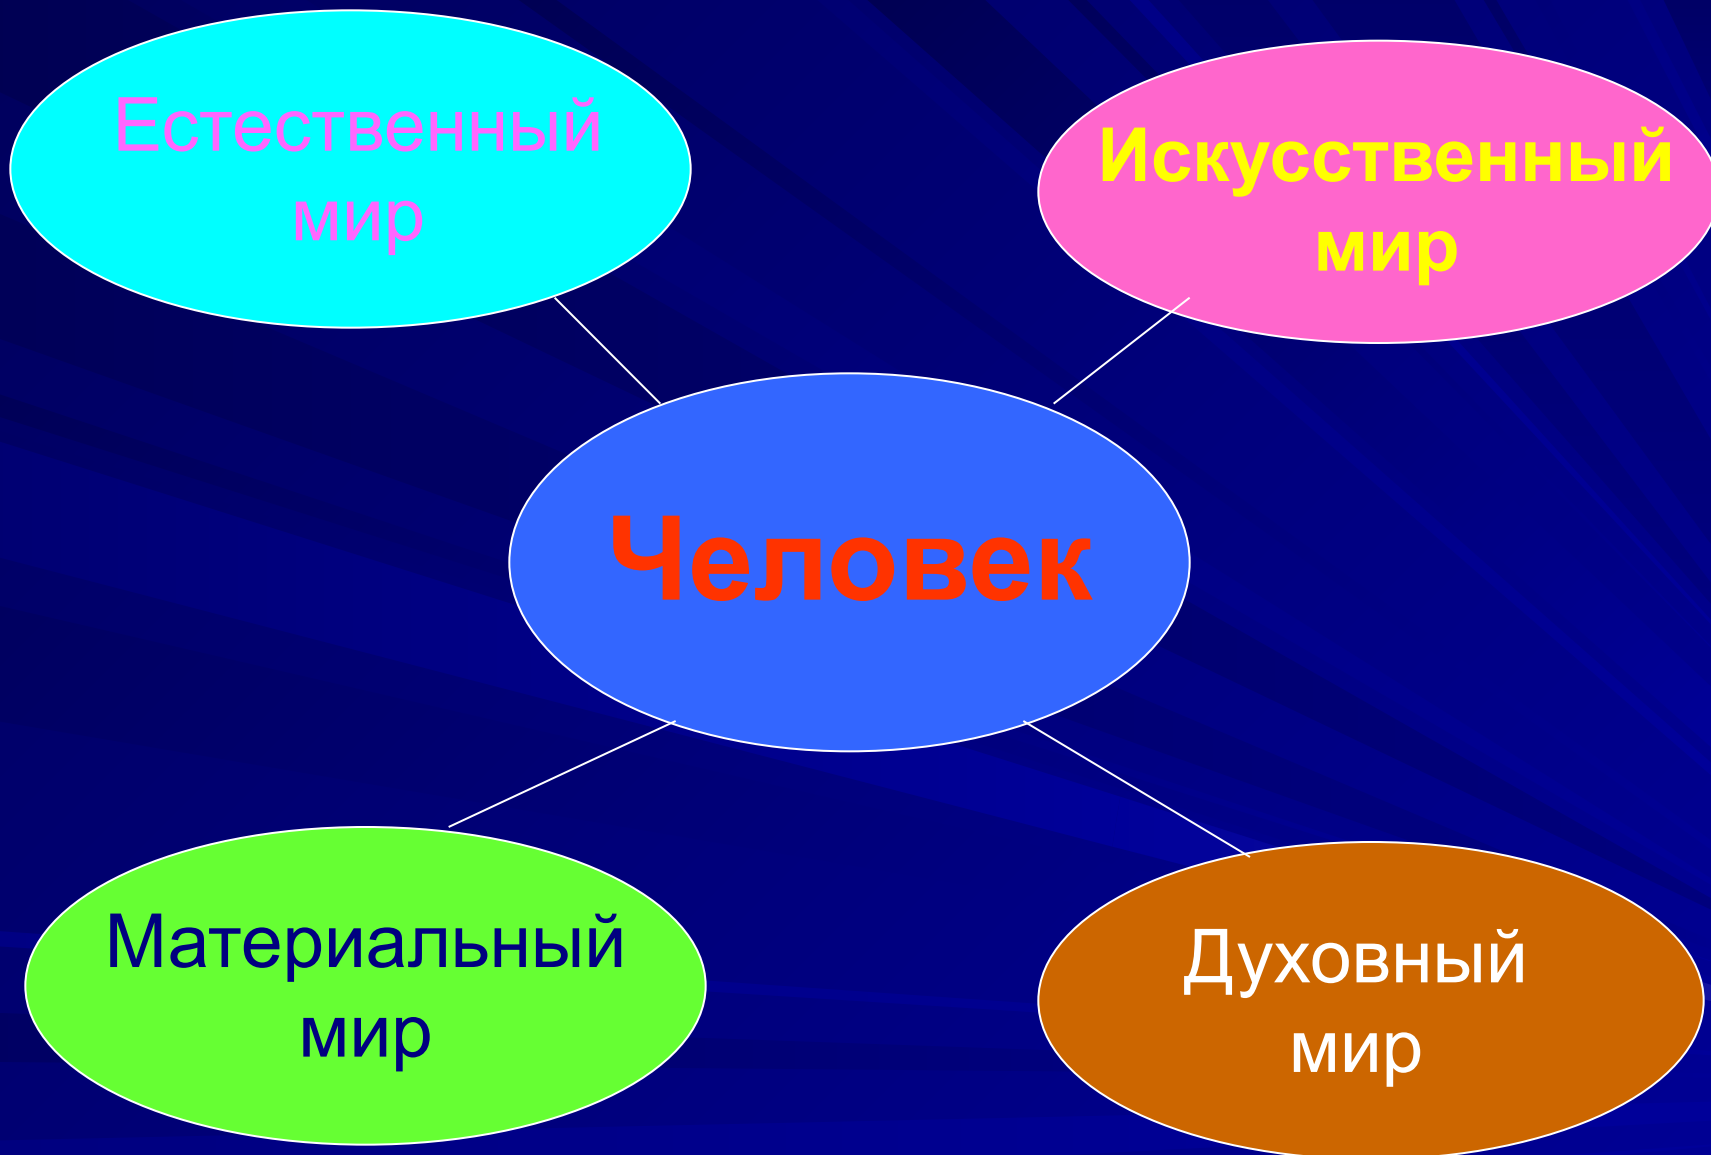 Естественный
мир
Искусственный
мир
Человек
Материальный
мир
Духовный
мир